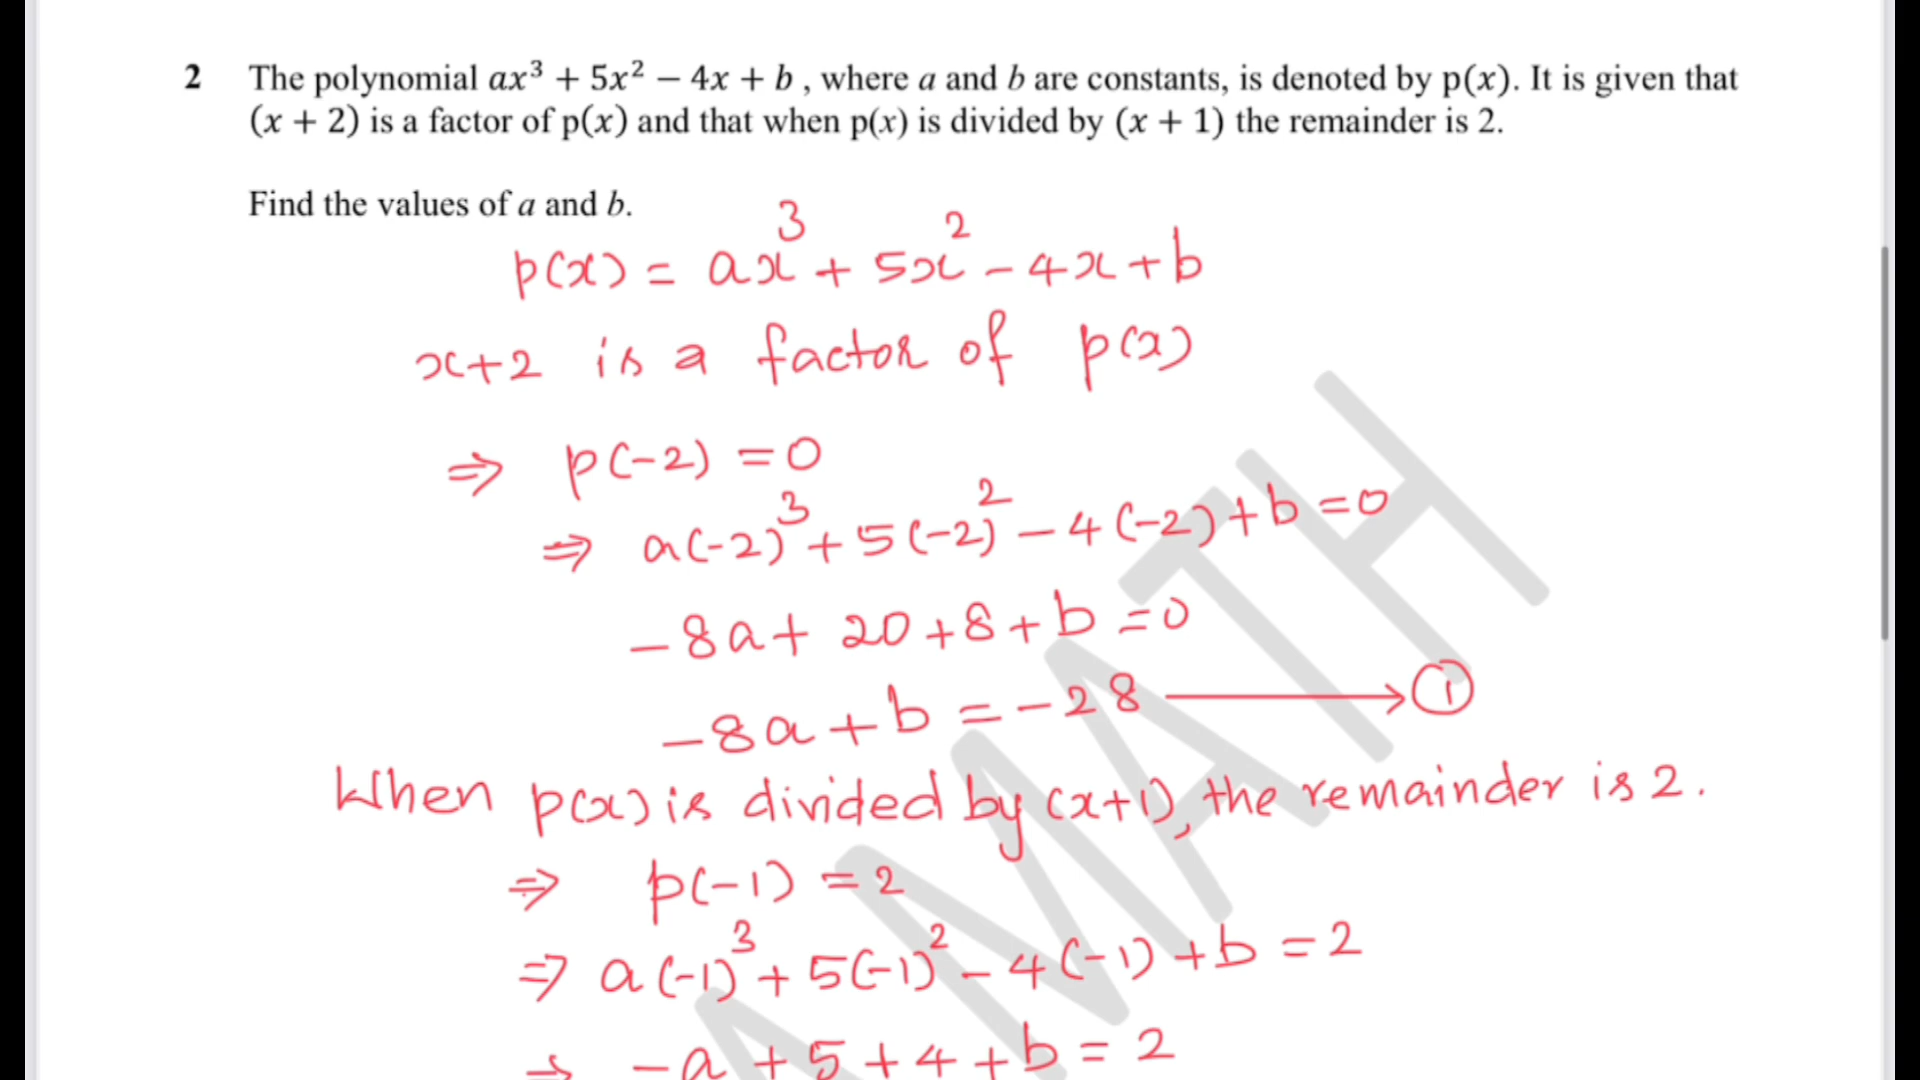 2 The polynomial ax³ + 5x² − 4x + b , where a and b are constants, is denoted by p(x). It is given that
(x + 2) is a factor of p(x) and that when p(x) is divided by (x + 1) the remainder is 2.
Find the values of a and b.
p(x) = ax³ + 5x² - 4x + b
x+2 is a factor of p(x)
⇒ p(-2) = 0
⇒ a(-2)³ + 5(-2)² - 4(-2) + b = 0
-8a + 20 + 8 + b = 0
-8a + b = -28 ⟶ ①
When p(x) is divided by (x+1), the remainder is 2.
⇒ p(-1) = 2
⇒ a(-1)³ + 5(-1)² - 4(-1) + b = 2
⇒ -a + 5 + 4 + b = 2
MATH